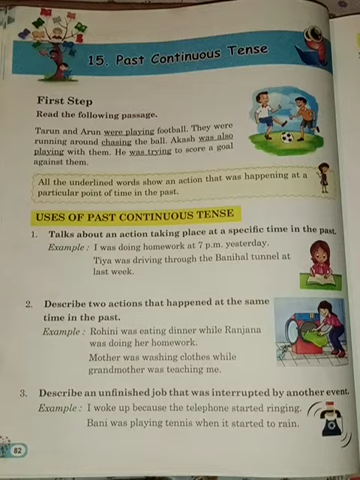 15. Past Continuous Tense
First Step
Read the following passage.
Tarun and Arun were playing football. They were
running around chasing the ball. Akash was also
playing with them. He was trying to score a goal
against them.
All the underlined words show an action that was happening at a
particular point of time in the past.
USES OF PAST CONTINUOUS TENSE
1. Talks about an action taking place at a specific time in the past.
Example : I was doing homework at 7 p.m. yesterday.
Tiya was driving through the Banihal tunnel at
last week.
2. Describe two actions that happened at the same
time in the past.
Example : Rohini was eating dinner while Ranjana
was doing her homework.
Mother was washing clothes while
grandmother was teaching me.
3. Describe an unfinished job that was interrupted by another event.
Example : I woke up because the telephone started ringing.
Bani was playing tennis when it started to rain.
82